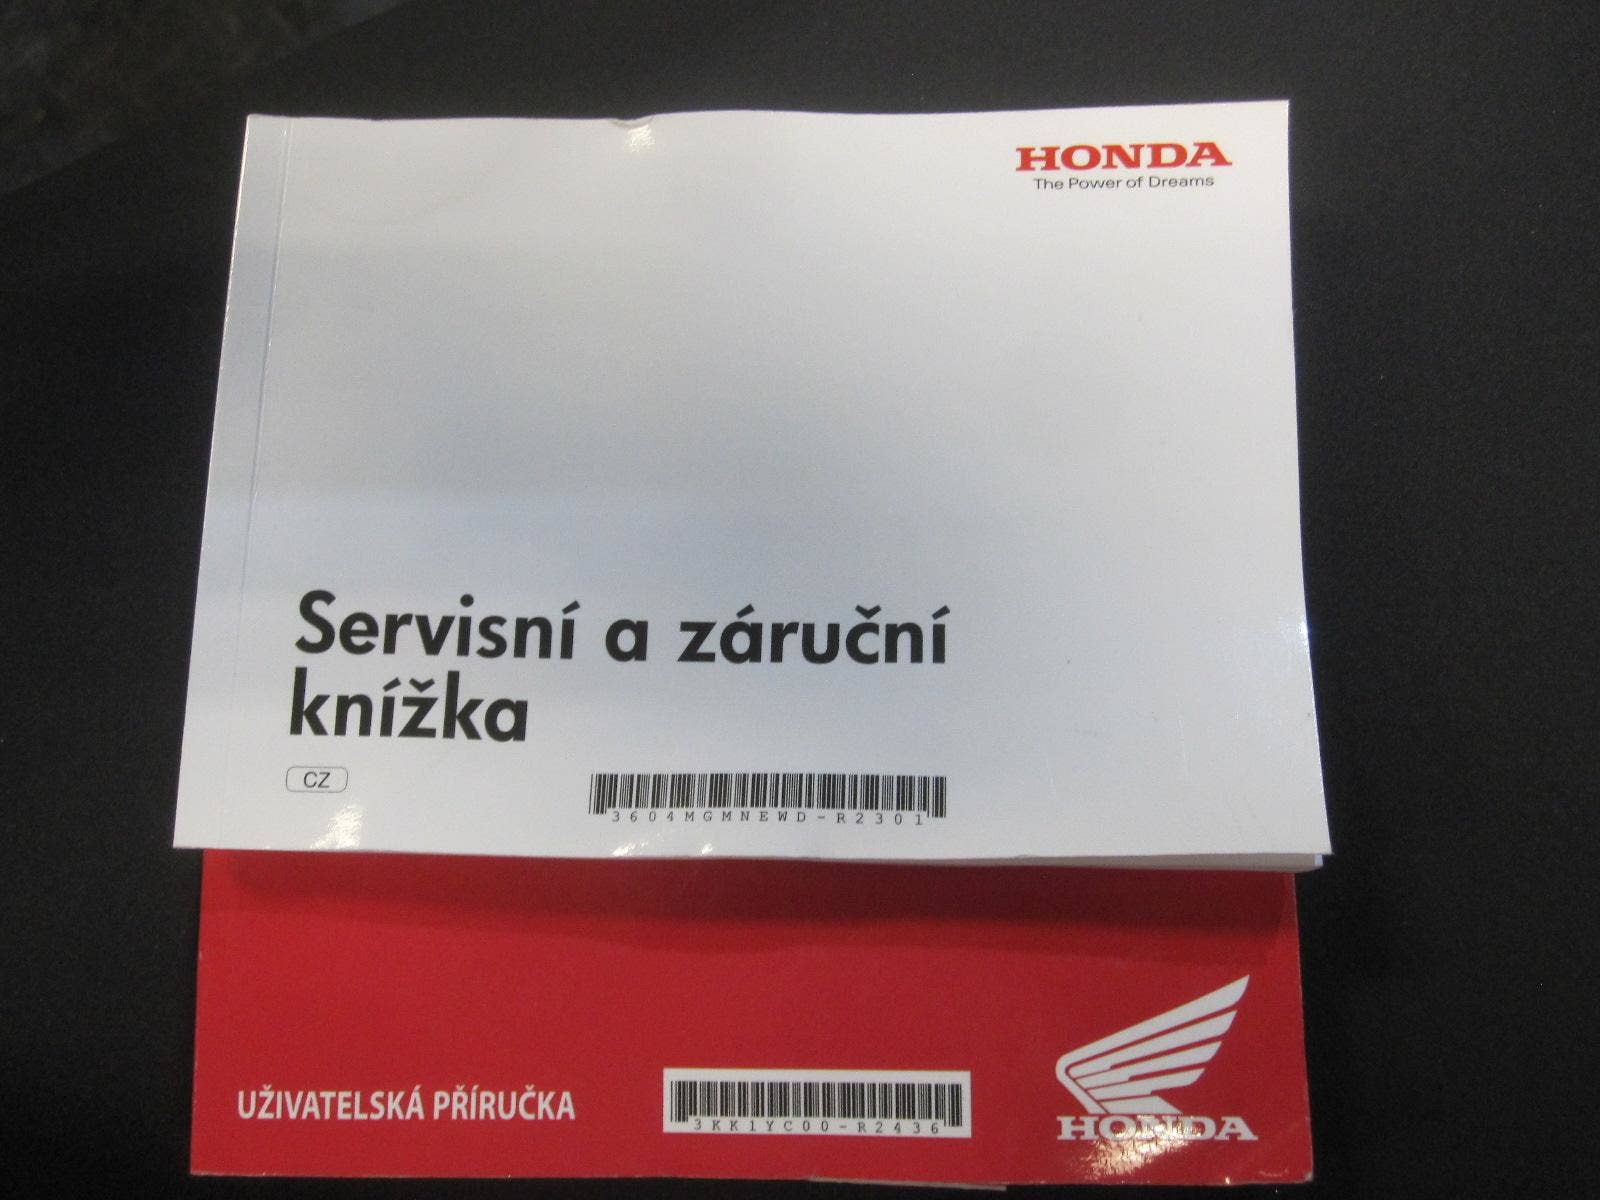 HONDA
The Power of Dreams
Servisní a záruční
knížka
CZ
3604MGMNEWD-R2301
UŽIVATELSKÁ PŘÍRUČKA
3KK1YC00-R2436
HONDA